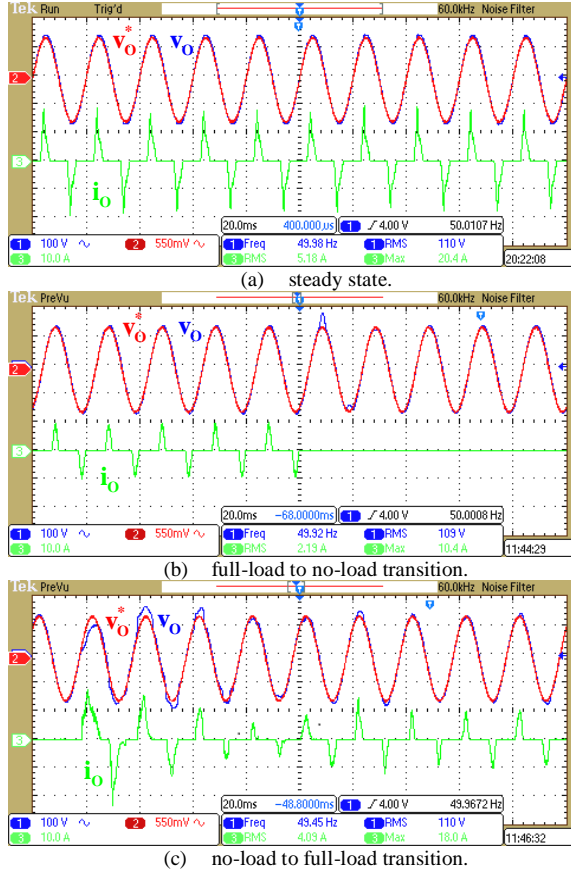 Tek Run Trig'd 60.0kHz Noise Filter
v*O vO
2
3
iO
20.0ms 400.000µs 1 4.00 V 50.0107 Hz
1 100 V 2 550mV 1 Freq 49.98 Hz 1 RMS 110 V
3 10.0 A 3 RMS 5.18 A 3 Max 20.4 A 20:22:08
(a) steady state.
Tek PreVu 60.0kHz Noise Filter
v*O vO
2
3
iO
20.0ms −68.0000ms 1 4.00 V 50.0008 Hz
1 100 V 2 550mV 1 Freq 49.92 Hz 1 RMS 109 V
3 10.0 A 3 RMS 2.19 A 3 Max 10.4 A 11:44:29
(b) full-load to no-load transition.
Tek PreVu 60.0kHz Noise Filter
v*O vO
2
3
iO
20.0ms −48.8000ms 1 4.00 V 49.9672 Hz
1 100 V 2 550mV 1 Freq 49.45 Hz 1 RMS 110 V
3 10.0 A 3 RMS 4.09 A 3 Max 18.0 A 11:46:32
(c) no-load to full-load transition.